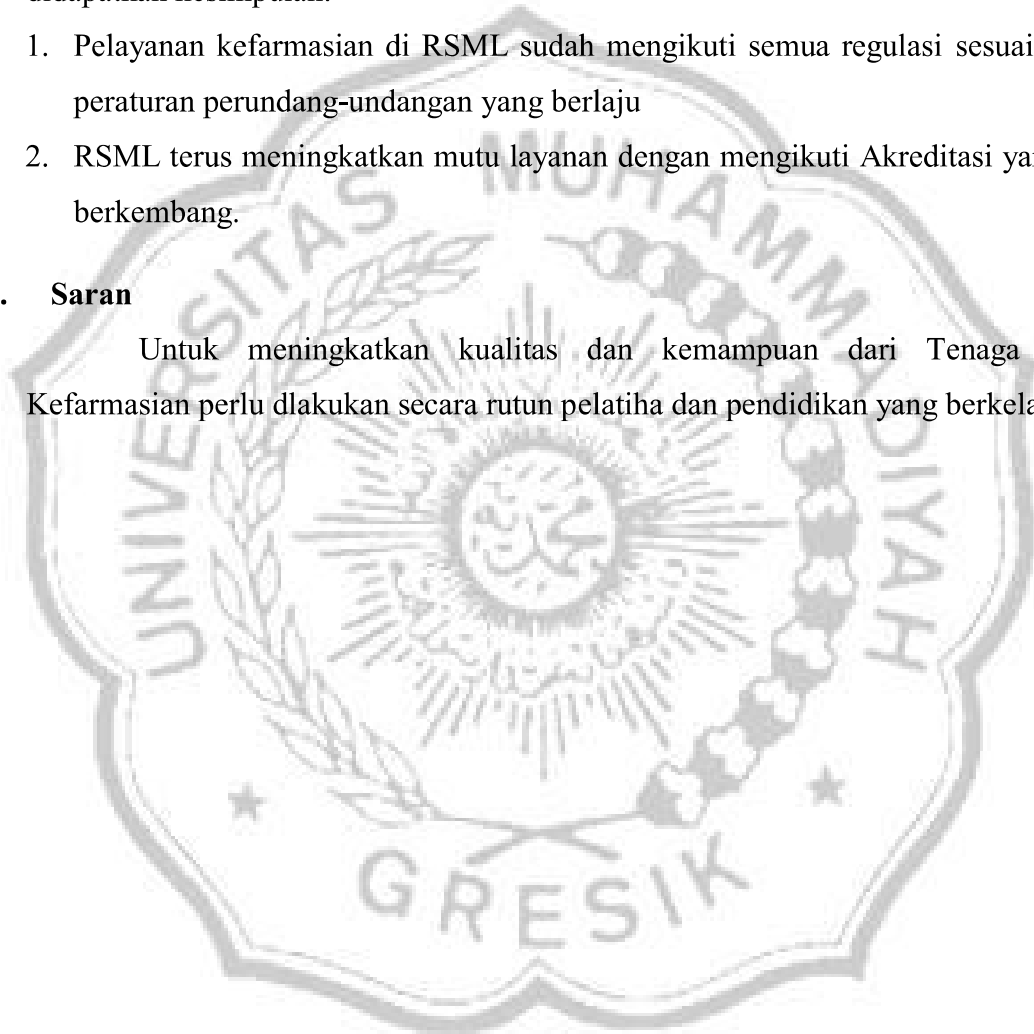 1. Pelayanan kefarmasian di RSML sudah mengikuti semua regulasi sesuai
peraturan perundang-undangan yang berlaju
2. RSML terus meningkatkan mutu layanan dengan mengikuti Akreditasi
berkembang.
. Saran
Untuk meningkatkan kualitas dan kemampuan dari Tenaga
Kefarmasian perlu dlakukan secara rutun pelatiha dan pendidikan yang
UNIVERSITAS MUHAMMADIYAH
GRESIK